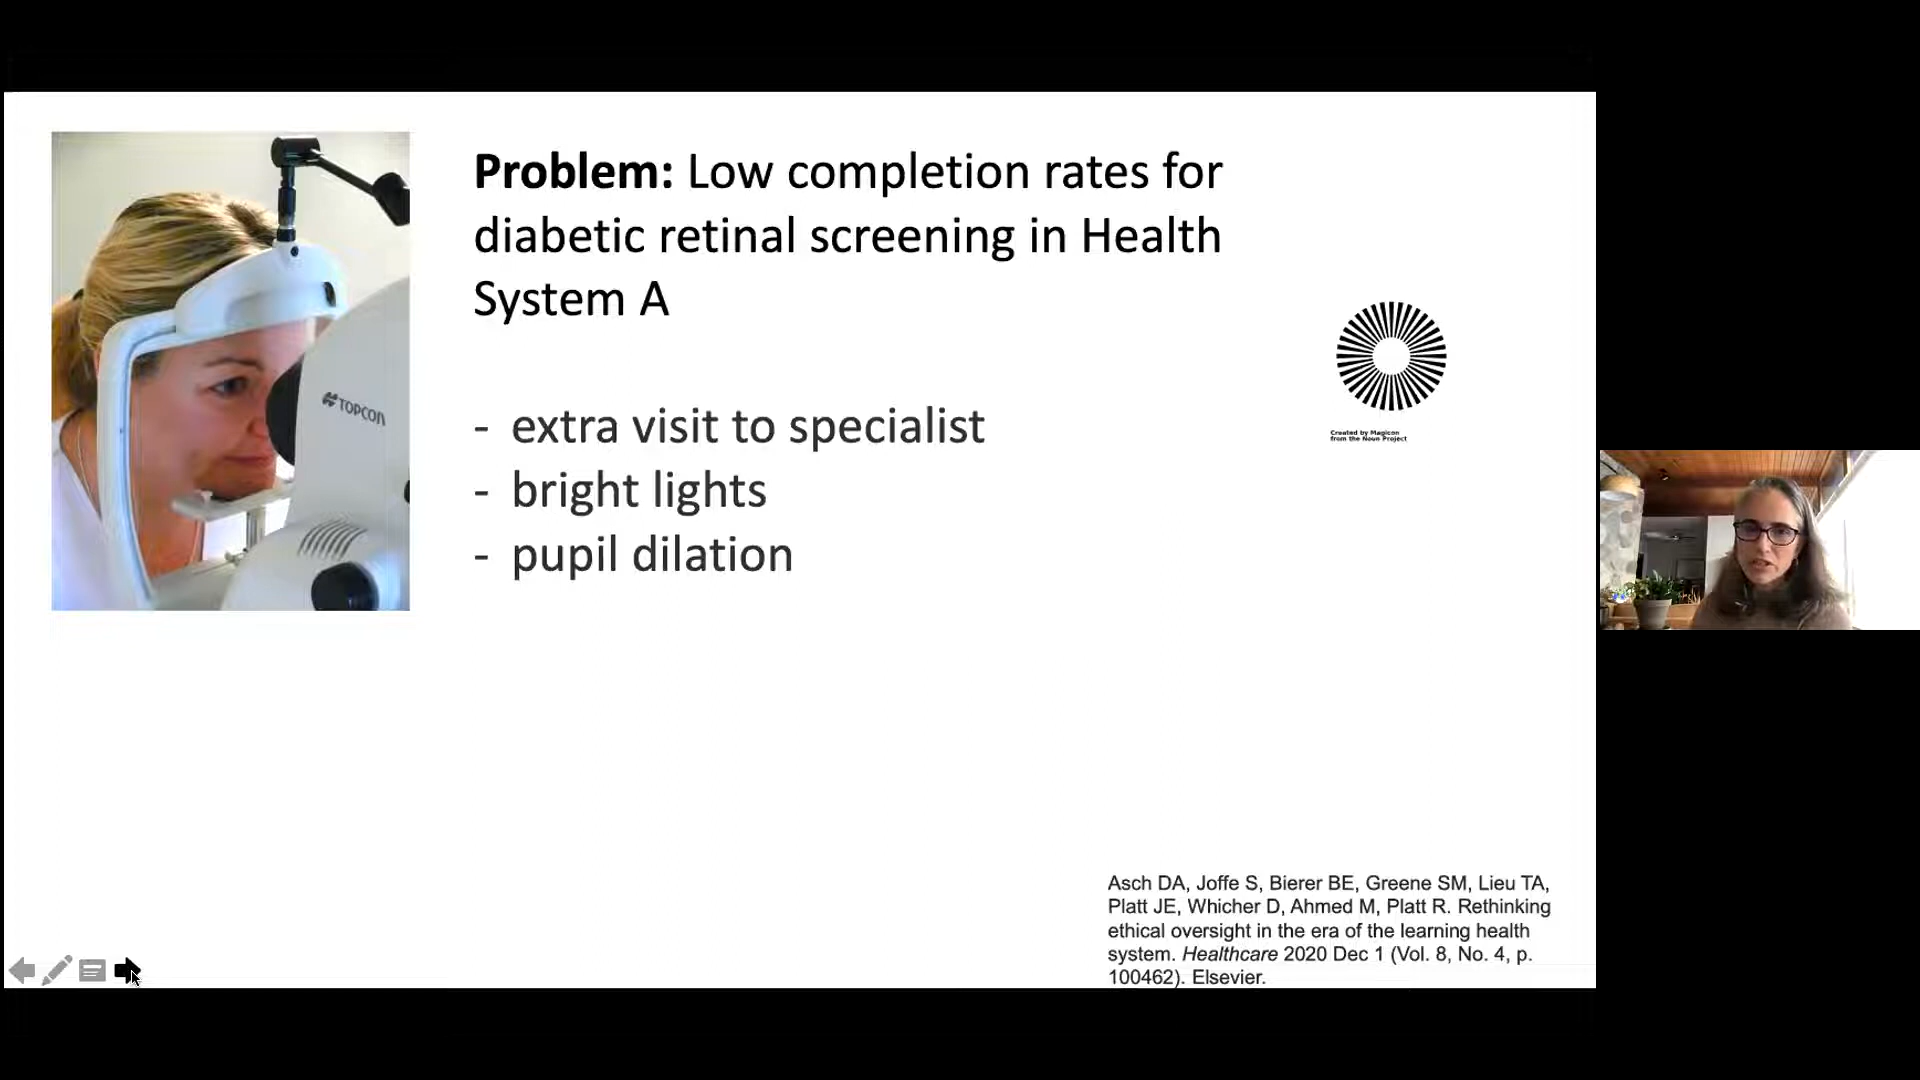 Problem: Low completion rates for
diabetic retinal screening in Health
System A
- extra visit to specialist
- bright lights
- pupil dilation
TOPCON
Created by Magicon
from the Noun Project
Asch DA, Joffe S, Bierer BE, Greene SM, Lieu TA,
Platt JE, Whicher D, Ahmed M, Platt R. Rethinking
ethical oversight in the era of the learning health
system. Healthcare 2020 Dec 1 (Vol. 8, No. 4, p.
100462). Elsevier.